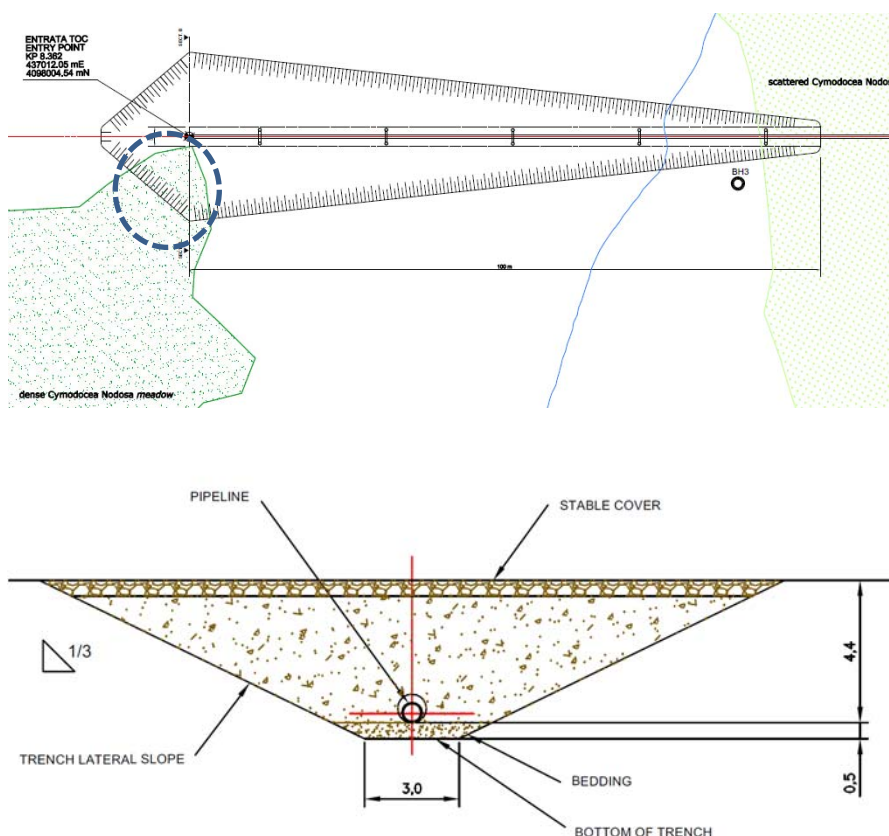 ENTRATA TOC
ENTRY POINT
KP 8.362
437012.05 mE
4098004.54 mN
scattered Cymodocea Nodos
BH3
100 m
dense Cymodocea Nodosa meadow
PIPELINE
STABLE COVER
1/3
4,4
TRENCH LATERAL SLOPE
3,0
BEDDING
0,5
BOTTOM OF TRENCH